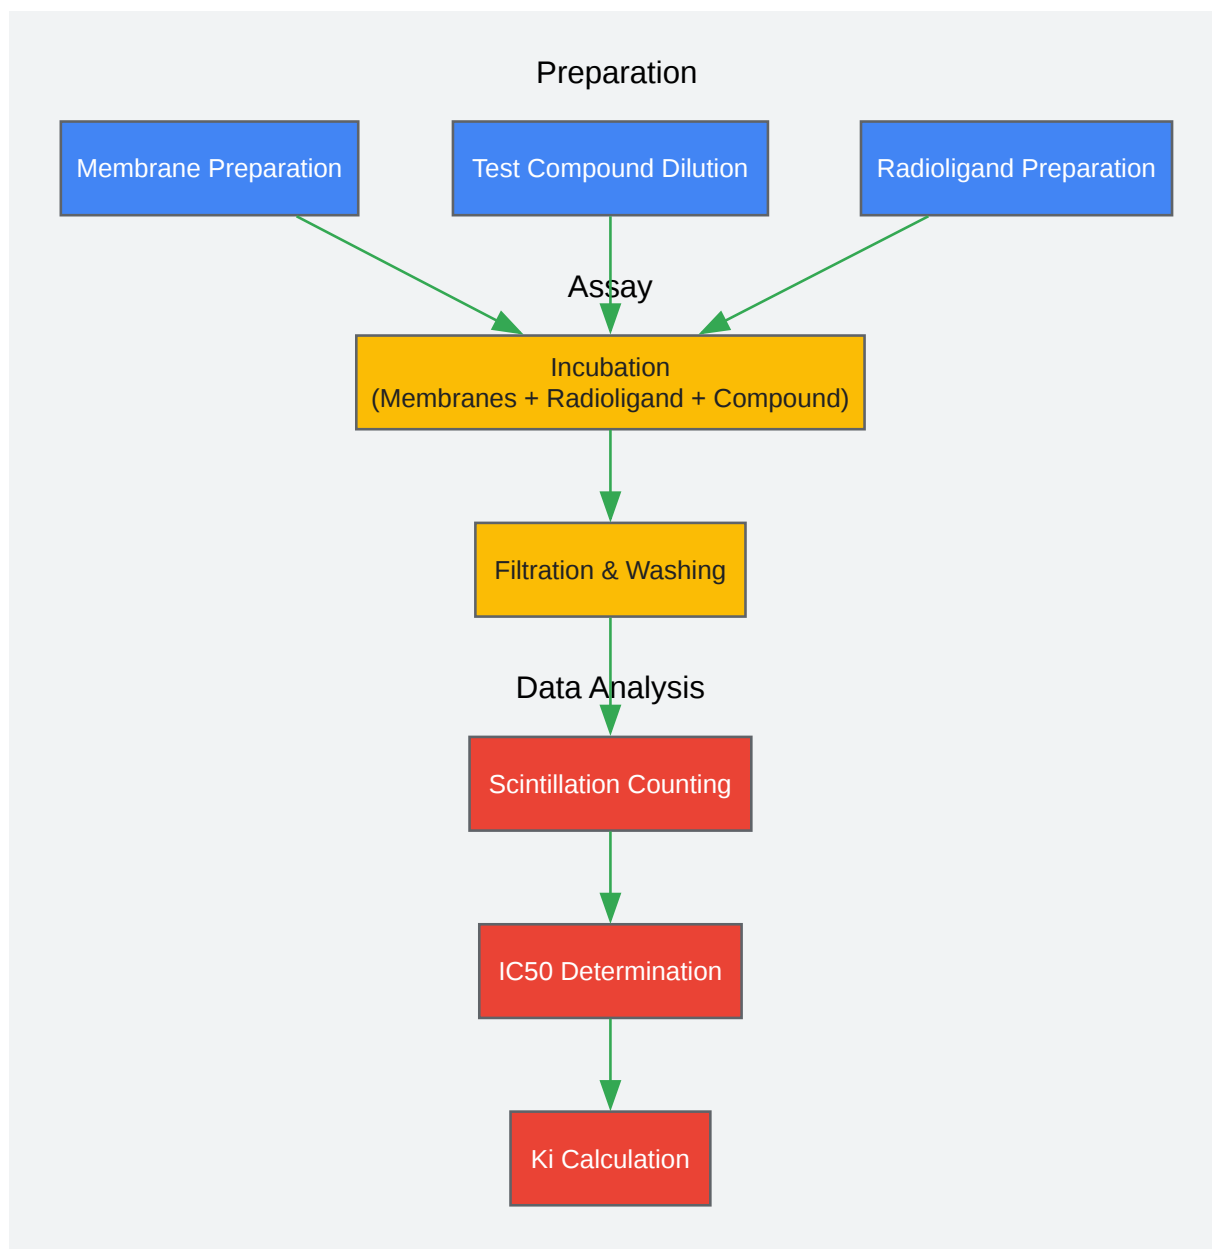 Preparation
Membrane Preparation
Test Compound Dilution
Radioligand Preparation
Assay
Incubation
(Membranes + Radioligand + Compound)
Filtration & Washing
Data Analysis
Scintillation Counting
IC50 Determination
Ki Calculation